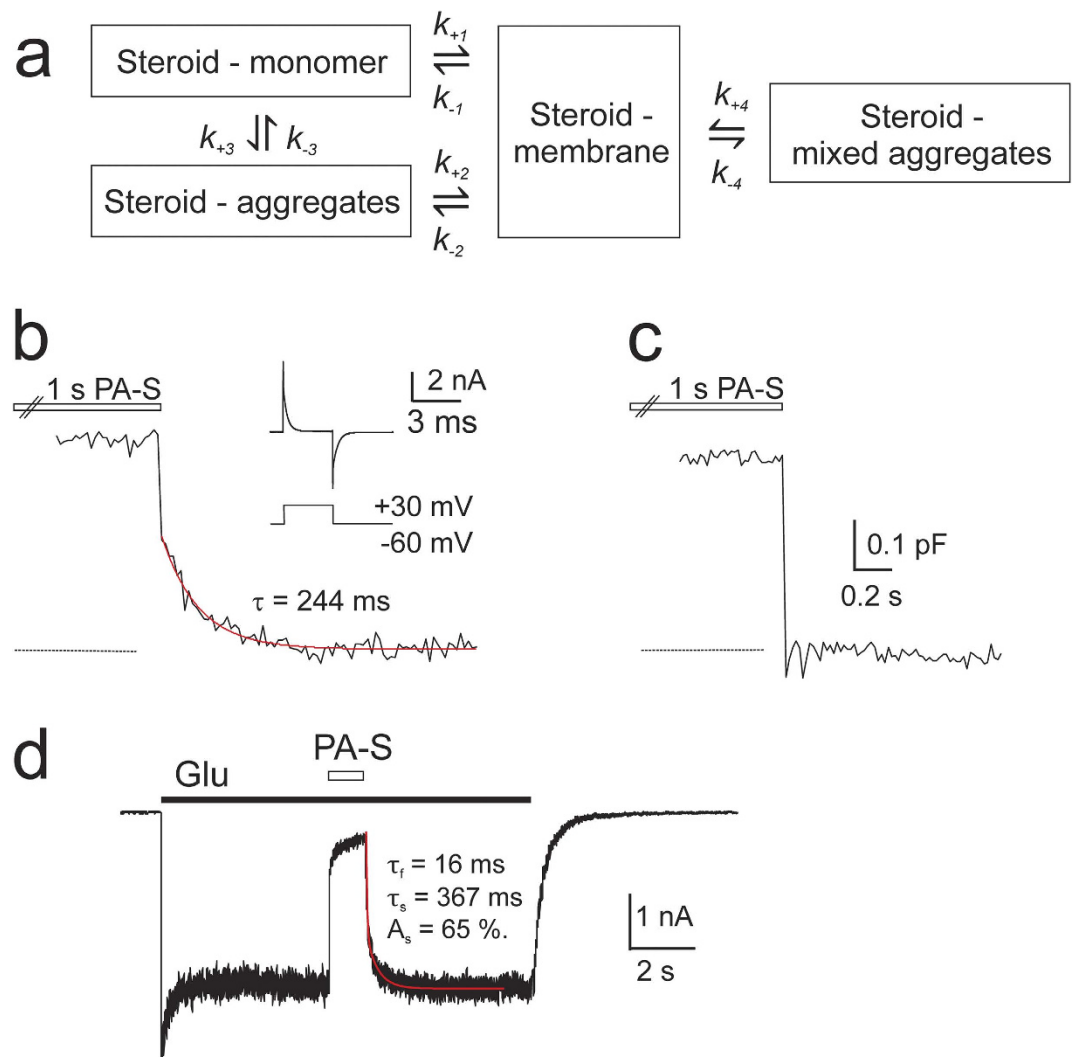 a
Steroid - monomer
k+1
k-1
k+3
k-3
Steroid - aggregates
k+2
k-2
Steroid -
membrane
k+4
k-4
Steroid -
mixed aggregates
b
1 s PA-S
2 nA
3 ms
+30 mV
-60 mV
τ = 244 ms
c
1 s PA-S
0.1 pF
0.2 s
d
PA-S
Glu
τf = 16 ms
τs = 367 ms
As = 65 %.
1 nA
2 s